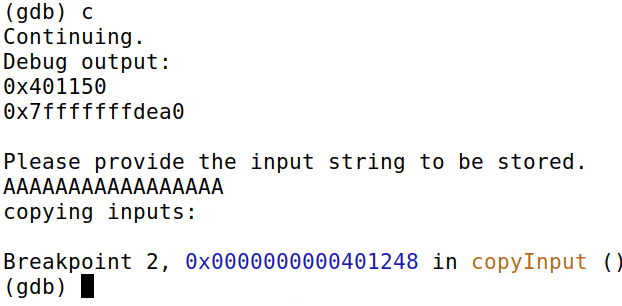 (gdb) c
Continuing.
Debug output:
0x401150
0x7fffffffdea0
Please provide the input string to be stored.
AAAAAAAAAAAAAAAAA
copying inputs:
Breakpoint 2, 0x0000000000401248 in copyInput ()
(gdb)